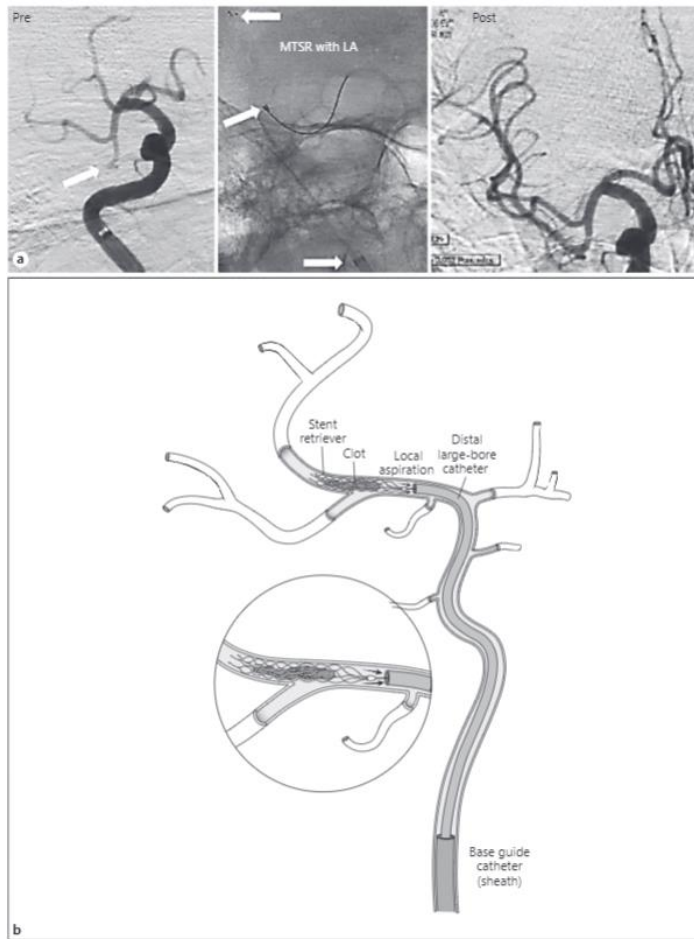 Pre
MTSR with LA
Post
a
Stent
retriever
Clot
Local
aspiration
Distal
large-bore
catheter
Base guide
catheter
(sheath)
b